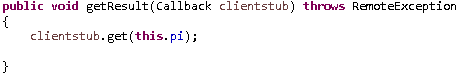 public void getResult(Callback clientstub) throws RemoteException
{
    clientstub.get(this.pi);
}